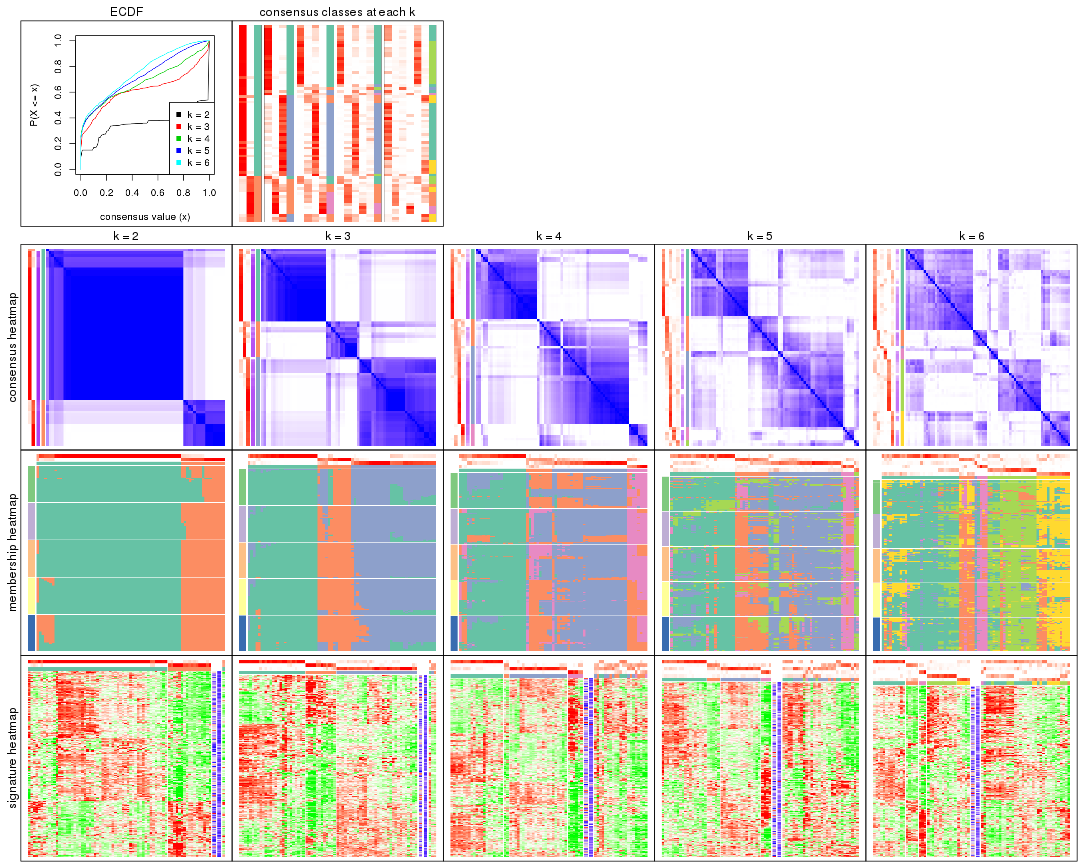 ECDF
consensus classes at each k
P(X <= x)
0.0 0.2 0.4 0.6 0.8 1.0
k = 2
k = 3
k = 4
k = 5
k = 6
0.0 0.2 0.4 0.6 0.8 1.0
consensus value (x)
k = 2 k = 3 k = 4 k = 5 k = 6
consensus heatmap
membership heatmap
signature heatmap